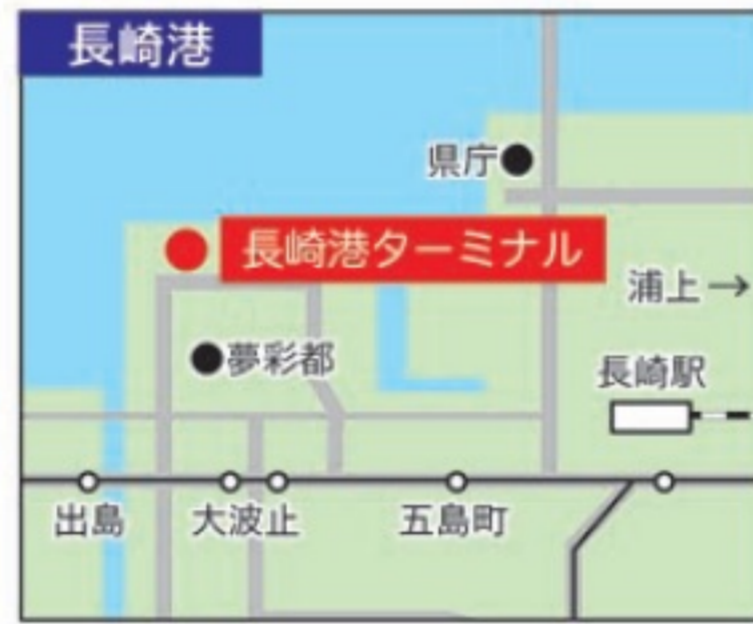 長崎港
県庁
長崎港ターミナル
浦上→
夢彩都
長崎駅
出島
大波止
五島町